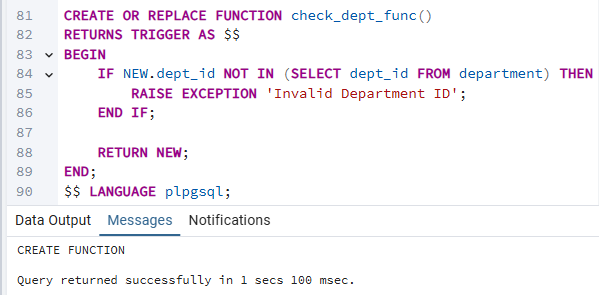 81 CREATE OR REPLACE FUNCTION check_dept_func()
82 RETURNS TRIGGER AS $$
83 BEGIN
84     IF NEW.dept_id NOT IN (SELECT dept_id FROM department) THEN
85         RAISE EXCEPTION 'Invalid Department ID';
86     END IF;
87
88     RETURN NEW;
89 END;
90 $$ LANGUAGE plpgsql;
Data Output Messages Notifications
CREATE FUNCTION
Query returned successfully in 1 secs 100 msec.